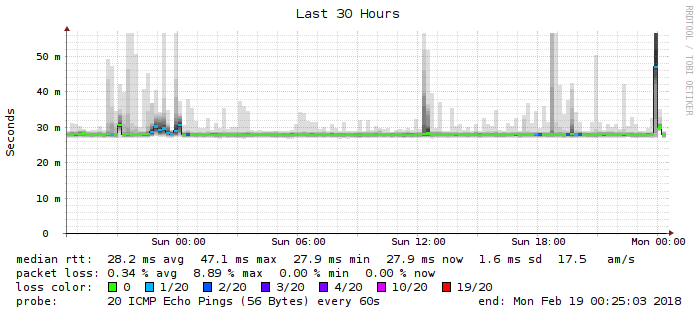 Last 30 Hours
RRDTOOL / TOBI OETIKER
Seconds
50 m
40 m
30 m
20 m
10 m
0
Sun 00:00 Sun 06:00 Sun 12:00 Sun 18:00 Mon 00:00
median rtt: 28.2 ms avg 47.1 ms max 27.9 ms min 27.9 ms now 1.6 ms sd 17.5 am/s
packet loss: 0.34 % avg 8.89 % max 0.00 % min 0.00 % now
loss color: 0 1/20 2/20 3/20 4/20 10/20 19/20
probe: 20 ICMP Echo Pings (56 Bytes) every 60s end: Mon Feb 19 00:25:03 2018